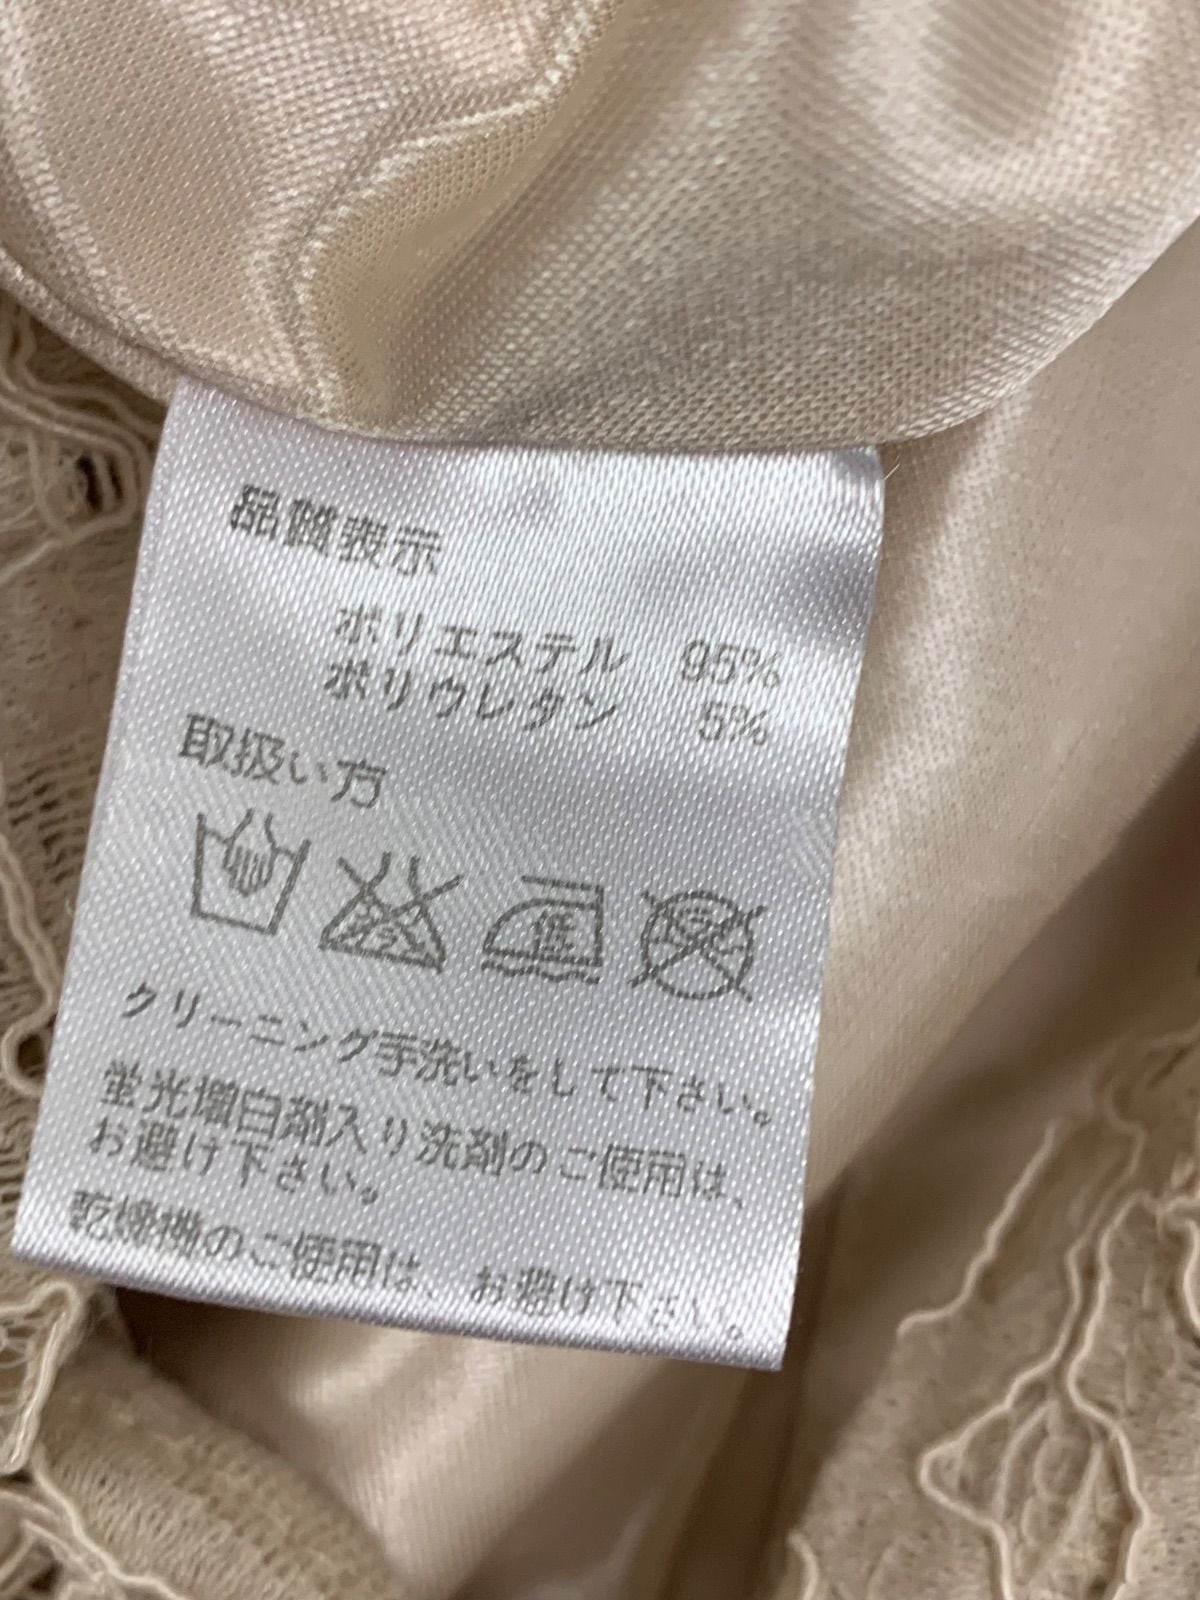 品質表示
ポリエステル 95%
ポリウレタン 5%
取扱い方
低
クリーニング手洗いをして下さい。
蛍光増白剤入り洗剤のご使用は、
お避け下さい。
乾燥機のご使用は、お避け下さい。